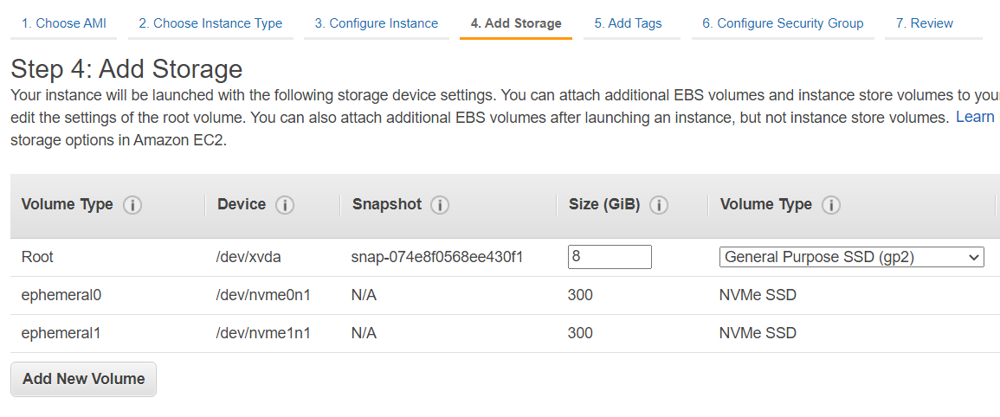 1. Choose AMI 2. Choose Instance Type 3. Configure Instance 4. Add Storage 5. Add Tags 6. Configure Security Group 7. Review
Step 4: Add Storage
Your instance will be launched with the following storage device settings. You can attach additional EBS volumes and instance store volumes to
edit the settings of the root volume. You can also attach additional EBS volumes after launching an instance, but not instance store volumes. Learn
storage options in Amazon EC2.
Volume Type Device Snapshot Size (GiB) Volume Type
Root /dev/xvda snap-074e8f0568ee430f1 8 General Purpose SSD (gp2)
ephemeral0 /dev/nvme0n1 N/A 300 NVMe SSD
ephemeral1 /dev/nvme1n1 N/A 300 NVMe SSD
Add New Volume